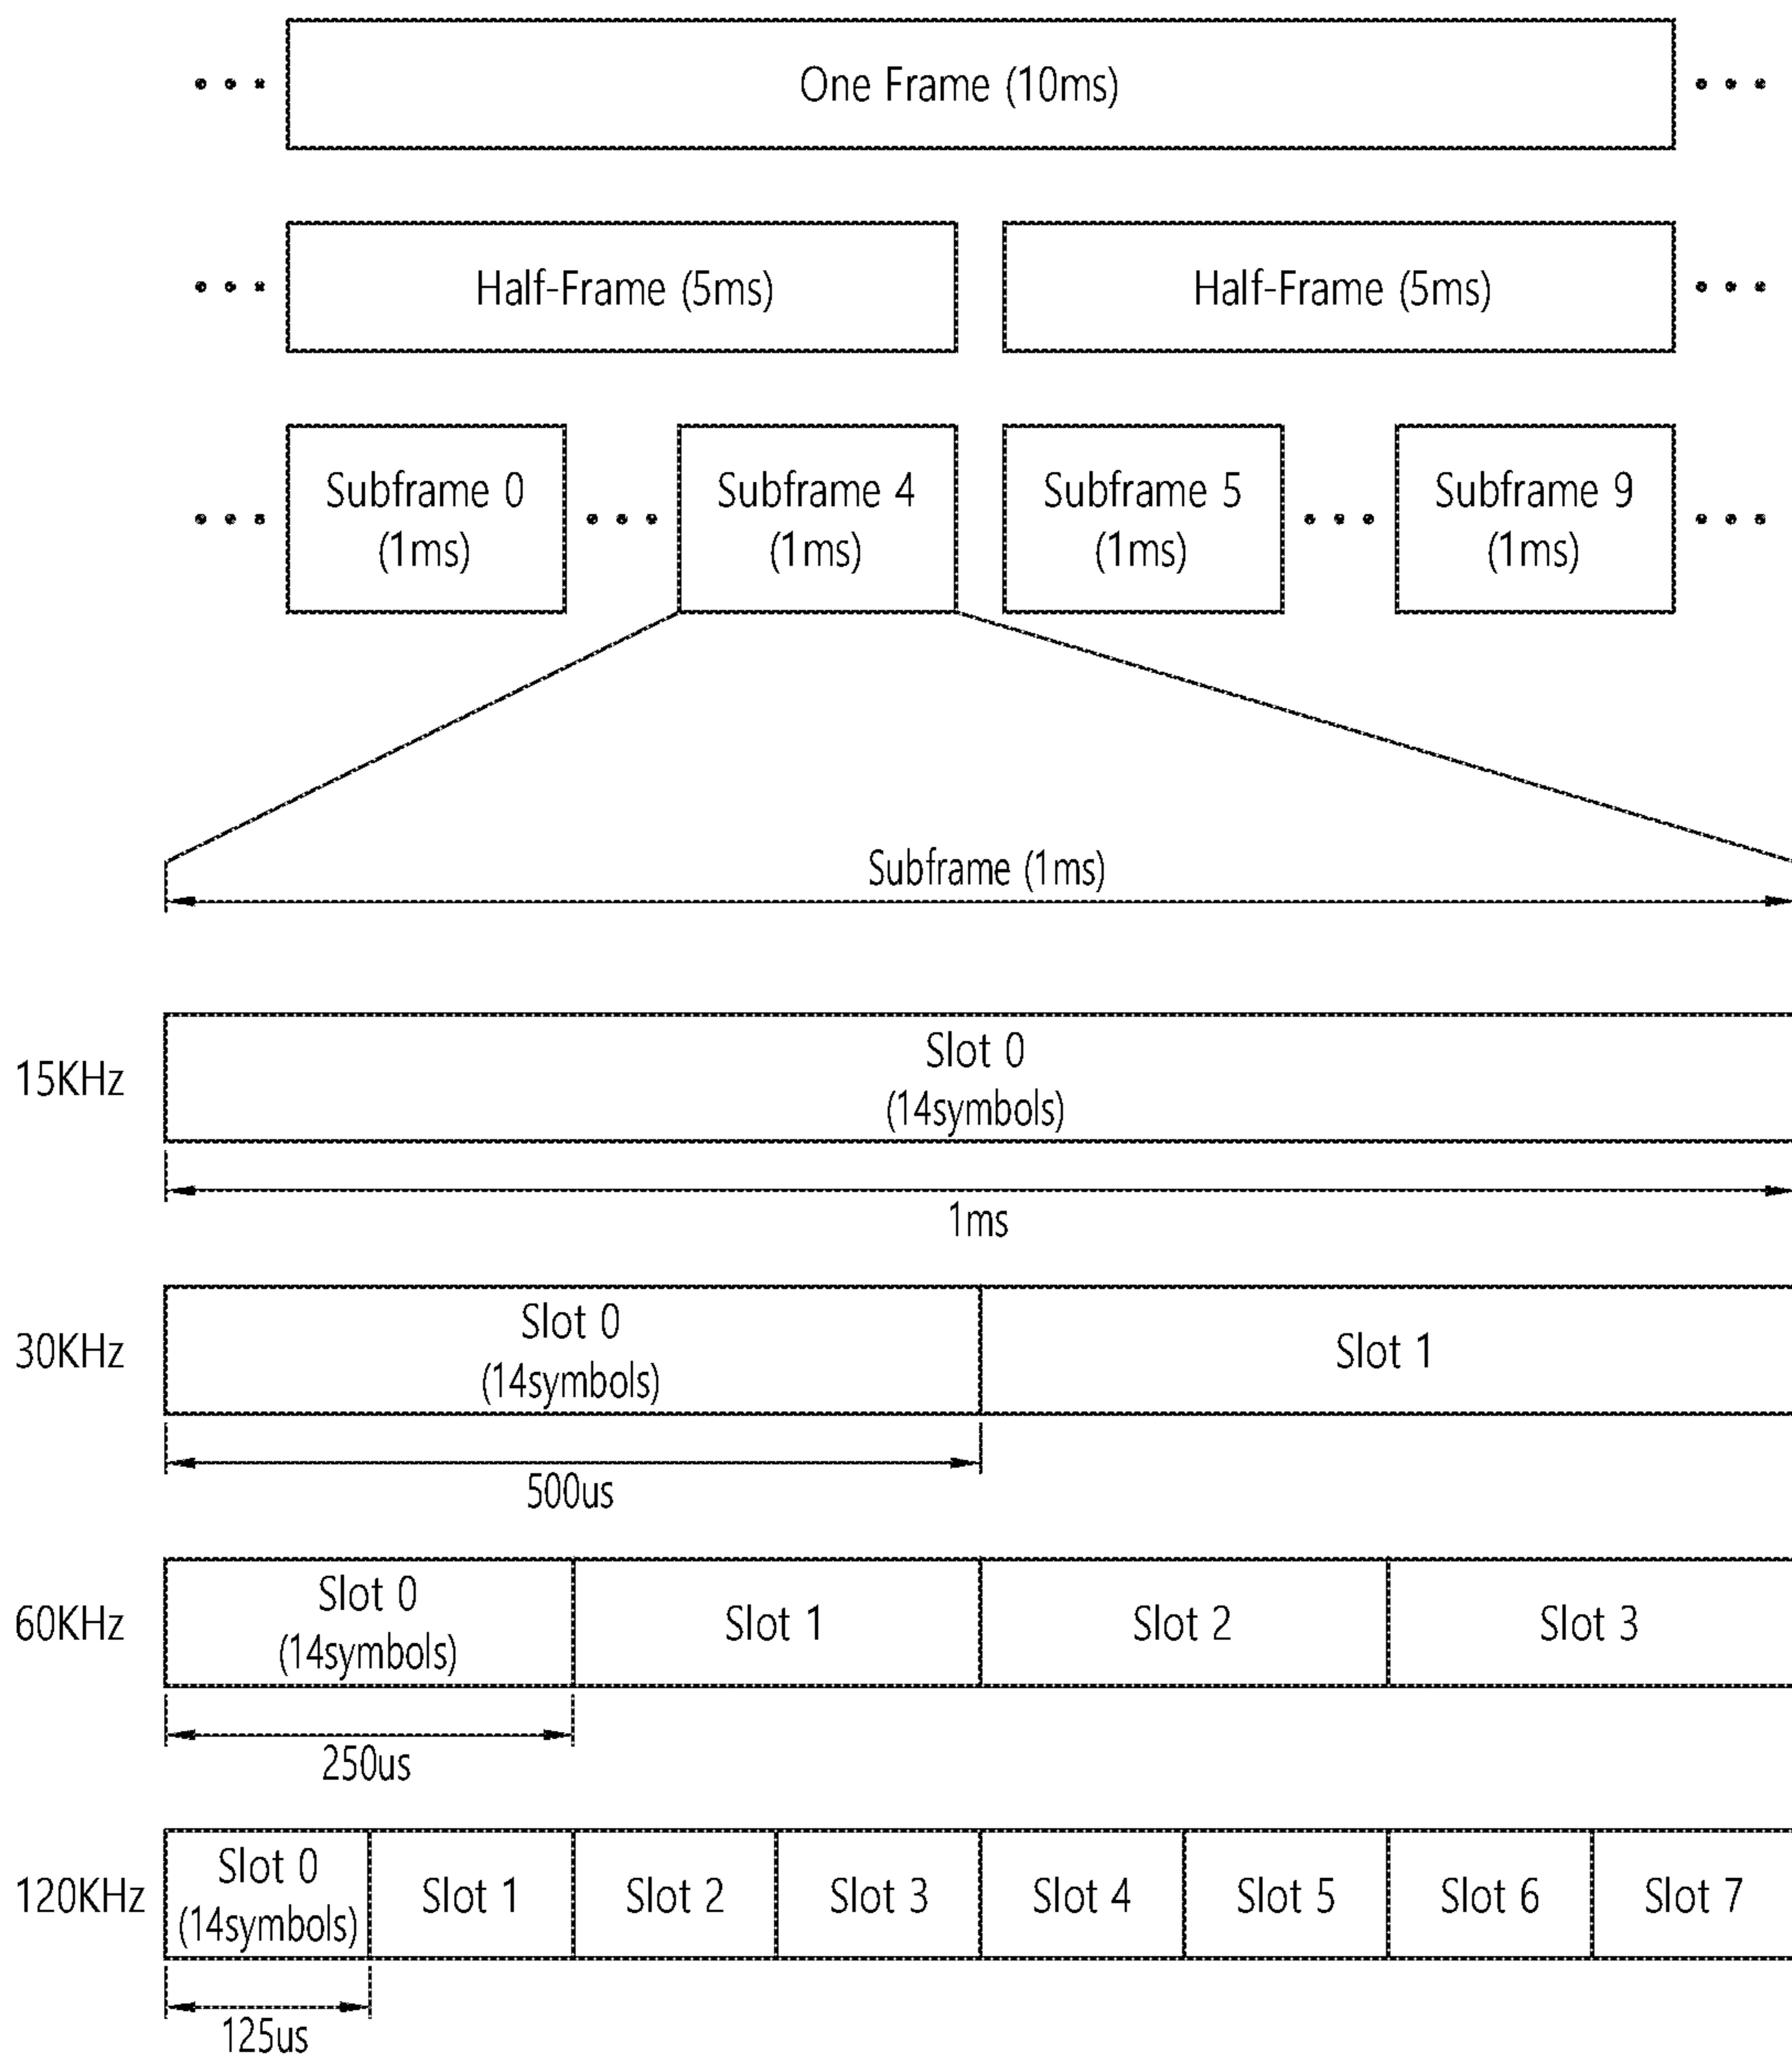 One Frame (10ms)
Half-Frame (5ms)
Half-Frame (5ms)
Subframe 0
(1ms)
Subframe 4
(1ms)
Subframe 5
(1ms)
Subframe 9
(1ms)
Subframe (1ms)
15KHz
Slot 0
(14symbols)
1ms
30KHz
Slot 0
(14symbols)
Slot 1
500us
60KHz
Slot 0
(14symbols)
Slot 1
Slot 2
Slot 3
250us
120KHz
Slot 0
(14symbols)
Slot 1
Slot 2
Slot 3
Slot 4
Slot 5
Slot 6
Slot 7
125us